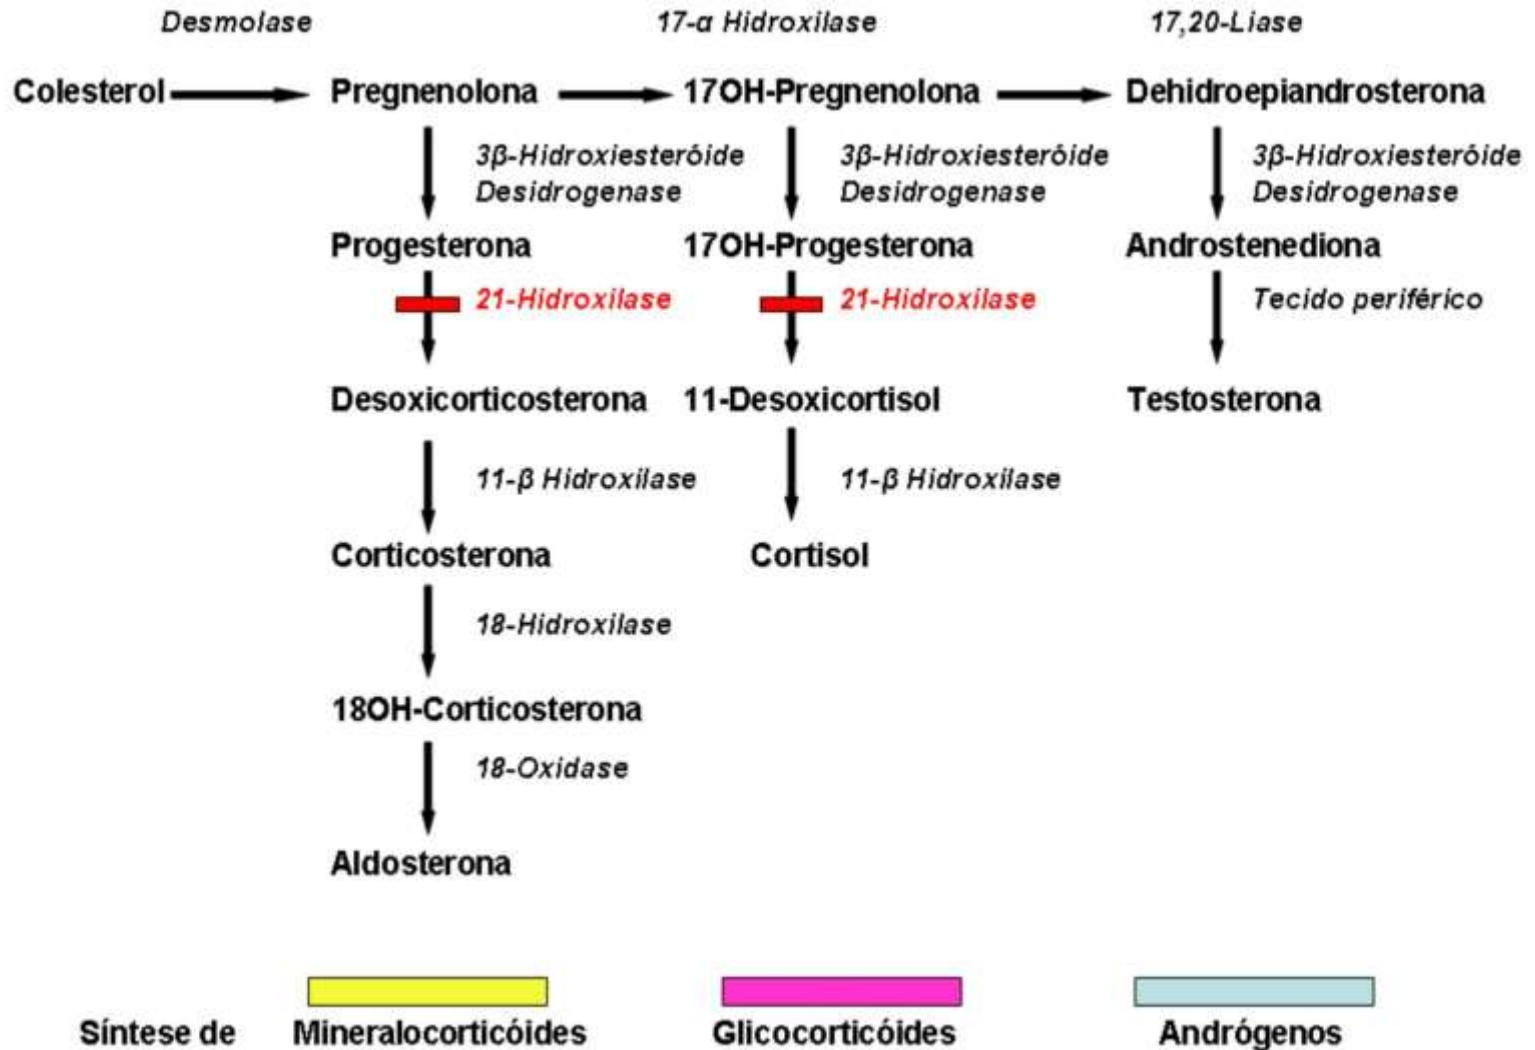 Desmolase 17-α Hidroxilase 17,20-Liase
Colesterol Pregnenolona 17OH-Pregnenolona Dehidroepiandrosterona
3β-Hidroxiesteróide 3β-Hidroxiesteróide 3β-Hidroxiesteróide
Desidrogenase Desidrogenase Desidrogenase
Progesterona 17OH-Progesterona Androstenediona
21-Hidroxilase 21-Hidroxilase Tecido periférico
Desoxicorticosterona 11-Desoxicortisol Testosterona
11-β Hidroxilase 11-β Hidroxilase
Corticosterona Cortisol
18-Hidroxilase
18OH-Corticosterona
18-Oxidase
Aldosterona
Síntese de Mineralocorticóides Glicocorticóides Andrógenos